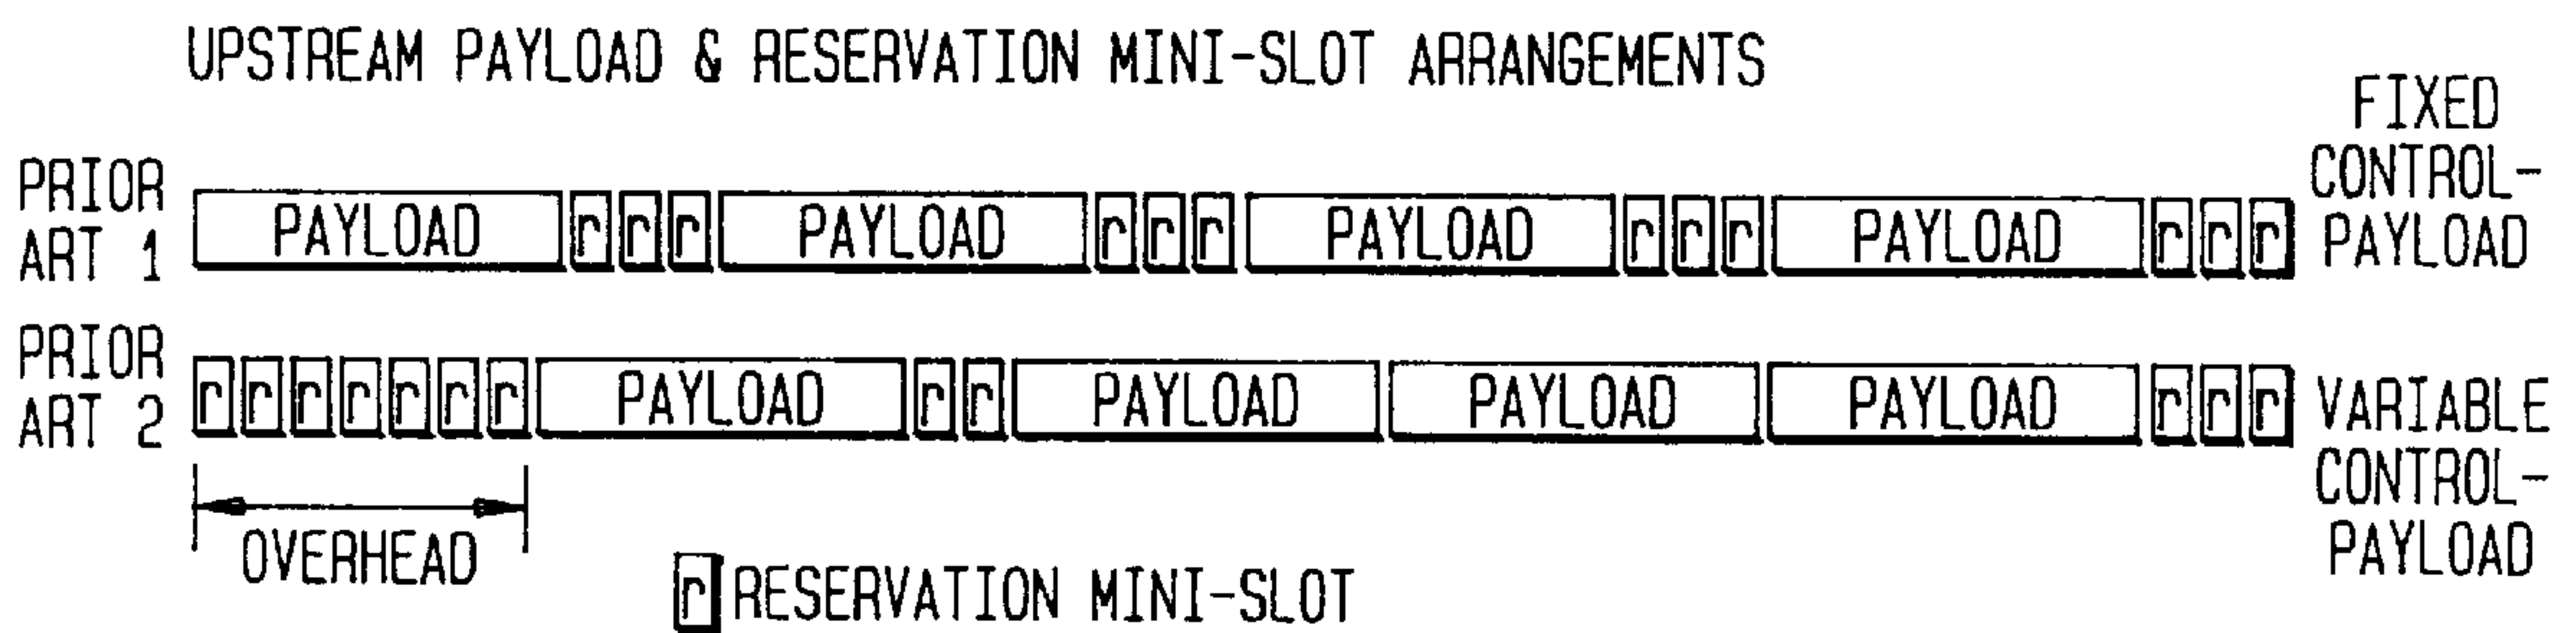 UPSTREAM PAYLOAD & RESERVATION MINI-SLOT ARRANGEMENTS
PRIOR
ART 1
PAYLOAD r r r PAYLOAD r r r PAYLOAD r r r PAYLOAD r r r
FIXED
CONTROL-
PAYLOAD
PRIOR
ART 2
r r r r r r r PAYLOAD r r PAYLOAD PAYLOAD PAYLOAD r r r
VARIABLE
CONTROL-
PAYLOAD
OVERHEAD
r RESERVATION MINI-SLOT